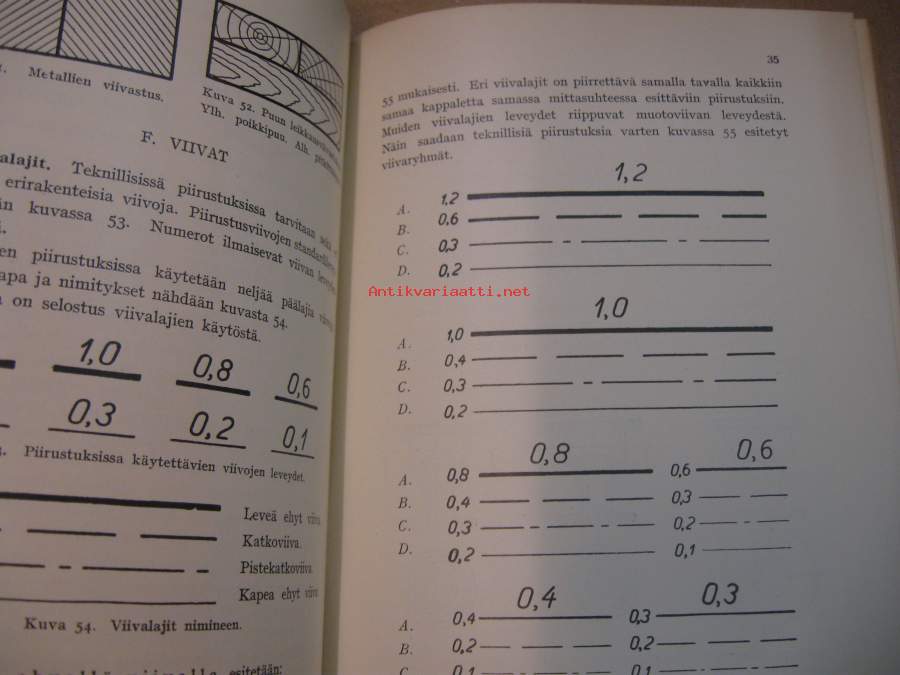 Metallien viivastus.
Kuva 52. Puun
Ylh. poikkipuu. Alh.
F. VIIVAT
Teknillisissä piirustuksissa tarvitaan
erirakenteisia viivoja. Piirustusviivojen
kuvassa 53. Numerot ilmaisevat viivan
piirustuksissa käytetään neljää päälajia
ja nimitykset nähdään kuvasta 54.
on selostus viivalajien käytöstä.
1,0 0,8 0,6
0,3 0,2 0,1
Piirustuksissa käytettävien viivojen leveydet.
Leveä ehyt viiva
Katkoviiva.
Pistekatkoviiva
Kapea ehyt viiva
Kuva 54. Viivalajit nimineen.
esitetään:
35
55 mukaisesti. Eri viivalajit on piirrettävä samalla tavalla kaikkiin
samaa kappaletta samassa mittasuhteessa esittäviin piirustuksiin.
Muiden viivalajien leveydet riippuvat muotoviivan leveydestä.
Näin saadaan teknillisiä piirustuksia varten kuvassa 55 esitetyt
viivaryhmät.
1,2
A. 1,2
B. 0,6
C. 0,3
D. 0,2
Antikvariaatti.net
1,0
A. 1,0
B. 0,4
C. 0,3
D. 0,2
0,8 0,6
A. 0,8 0,6
B. 0,4 0,3
C. 0,3 0,2
D. 0,2 0,1
0,4 0,3
A. 0,4 0,3
B. 0,2 0,2
C. 0,1 0,1